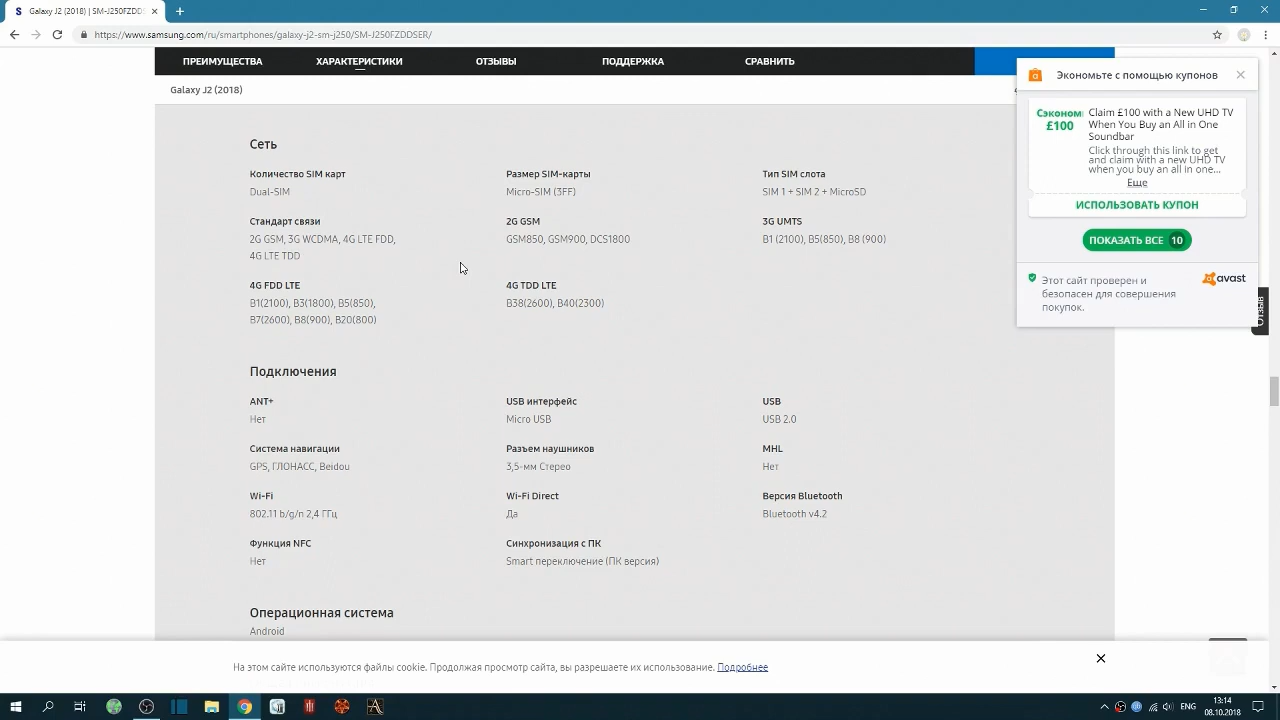 Galaxy J2 (2018) | SM-J250FZDD
https://www.samsung.com/ru/smartphones/galaxy-j2-sm-j250/SM-J250FZDDSER/
ПРЕИМУЩЕСТВА ХАРАКТЕРИСТИКИ ОТЗЫВЫ ПОДДЕРЖКА СРАВНИТЬ
Galaxy J2 (2018)
Экономьте с помощью купонов
Сэконом
£100
Claim £100 with a New UHD TV
When You Buy an All in One
Soundbar
Click through this link to get
and claim with a new UHD TV
when you buy an all in one...
Еще
ИСПОЛЬЗОВАТЬ КУПОН
ПОКАЗАТЬ ВСЕ 10
Этот сайт проверен и
безопасен для совершения
покупок.
avast
Отзыв
Сеть
Количество SIM карт Размер SIM-карты Тип SIM слота
Dual-SIM Micro-SIM (3FF) SIM 1 + SIM 2 + MicroSD
Стандарт связи 2G GSM 3G UMTS
2G GSM, 3G WCDMA, 4G LTE FDD, GSM850, GSM900, DCS1800 B1 (2100), B5(850), B8 (900)
4G LTE TDD
4G FDD LTE 4G TDD LTE
B1(2100), B3(1800), B5(850), B38(2600), B40(2300)
B7(2600), B8(900), B20(800)
Подключения
ANT+ USB интерфейс USB
Нет Micro USB USB 2.0
Система навигации Разъем наушников MHL
GPS, ГЛОНАСС, Beidou 3,5-мм Стерео Нет
Wi-Fi Wi-Fi Direct Версия Bluetooth
802.11 b/g/n 2,4 ГГц Да Bluetooth v4.2
Функция NFC Синхронизация с ПК
Нет Smart переключение (ПК версия)
Операционная система
Android
На этом сайте используются файлы cookie. Продолжая просмотр сайта, вы разрешаете их использование. Подробнее
ENG
13:14
08.10.2018